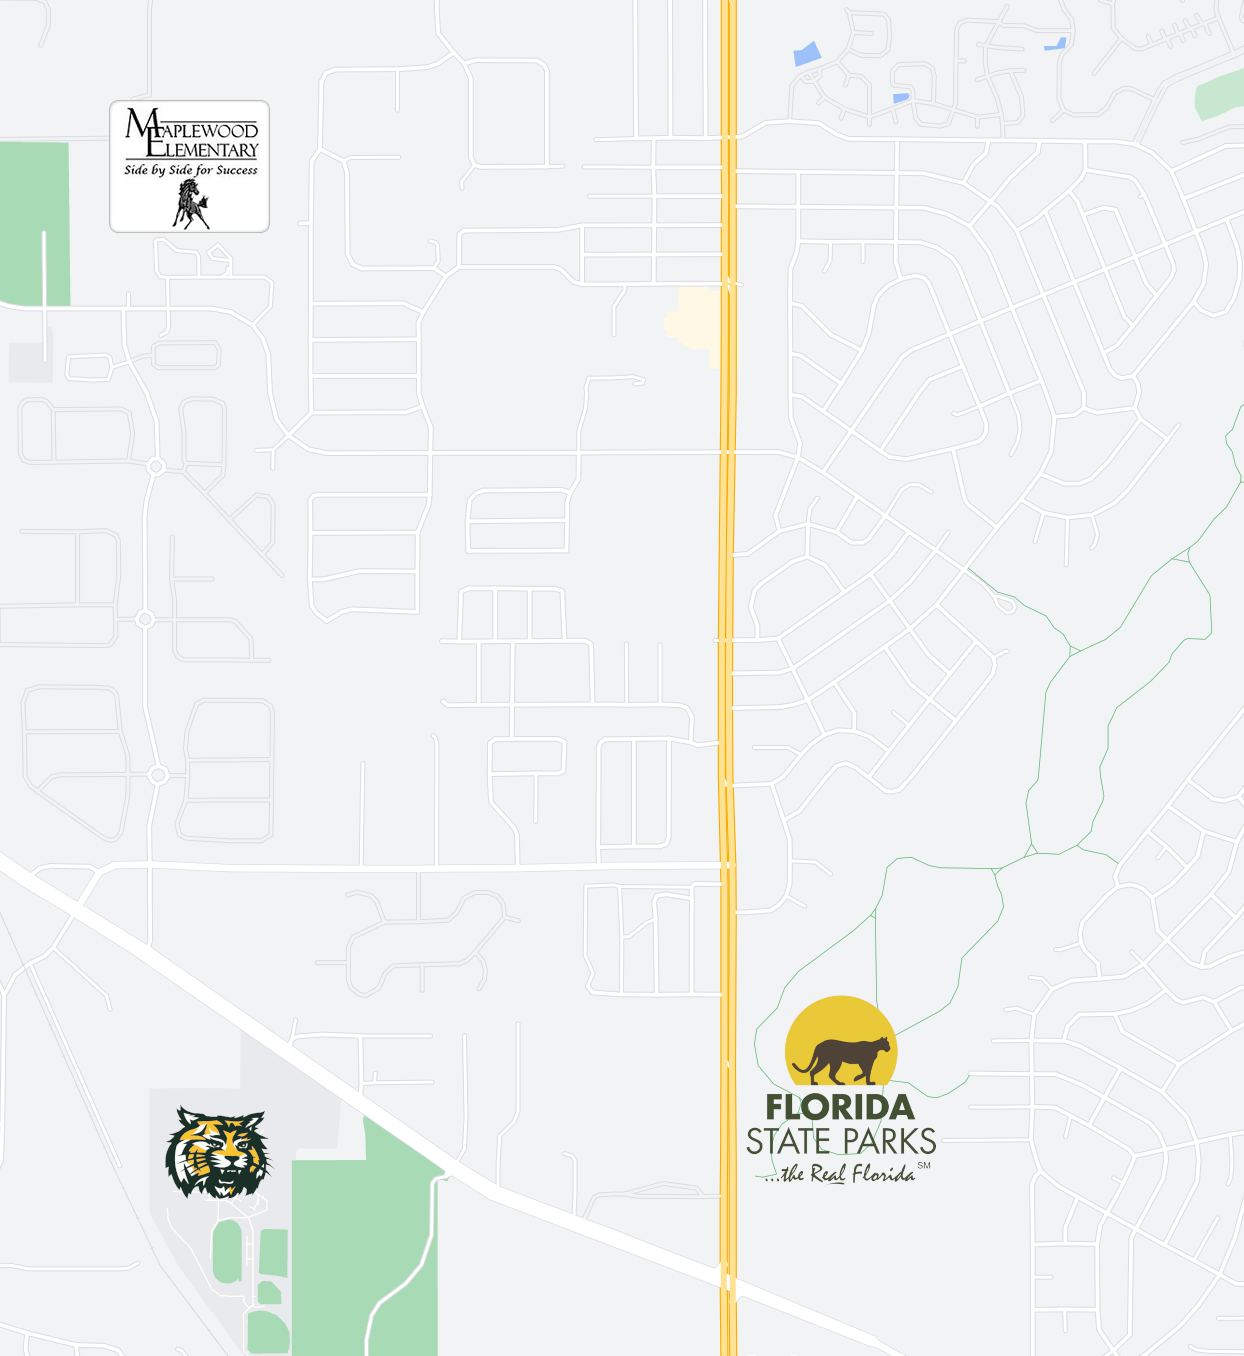 MAPLEWOOD
ELEMENTARY
Side by Side for Success
FLORIDA
STATE PARKS
...the Real Florida SM